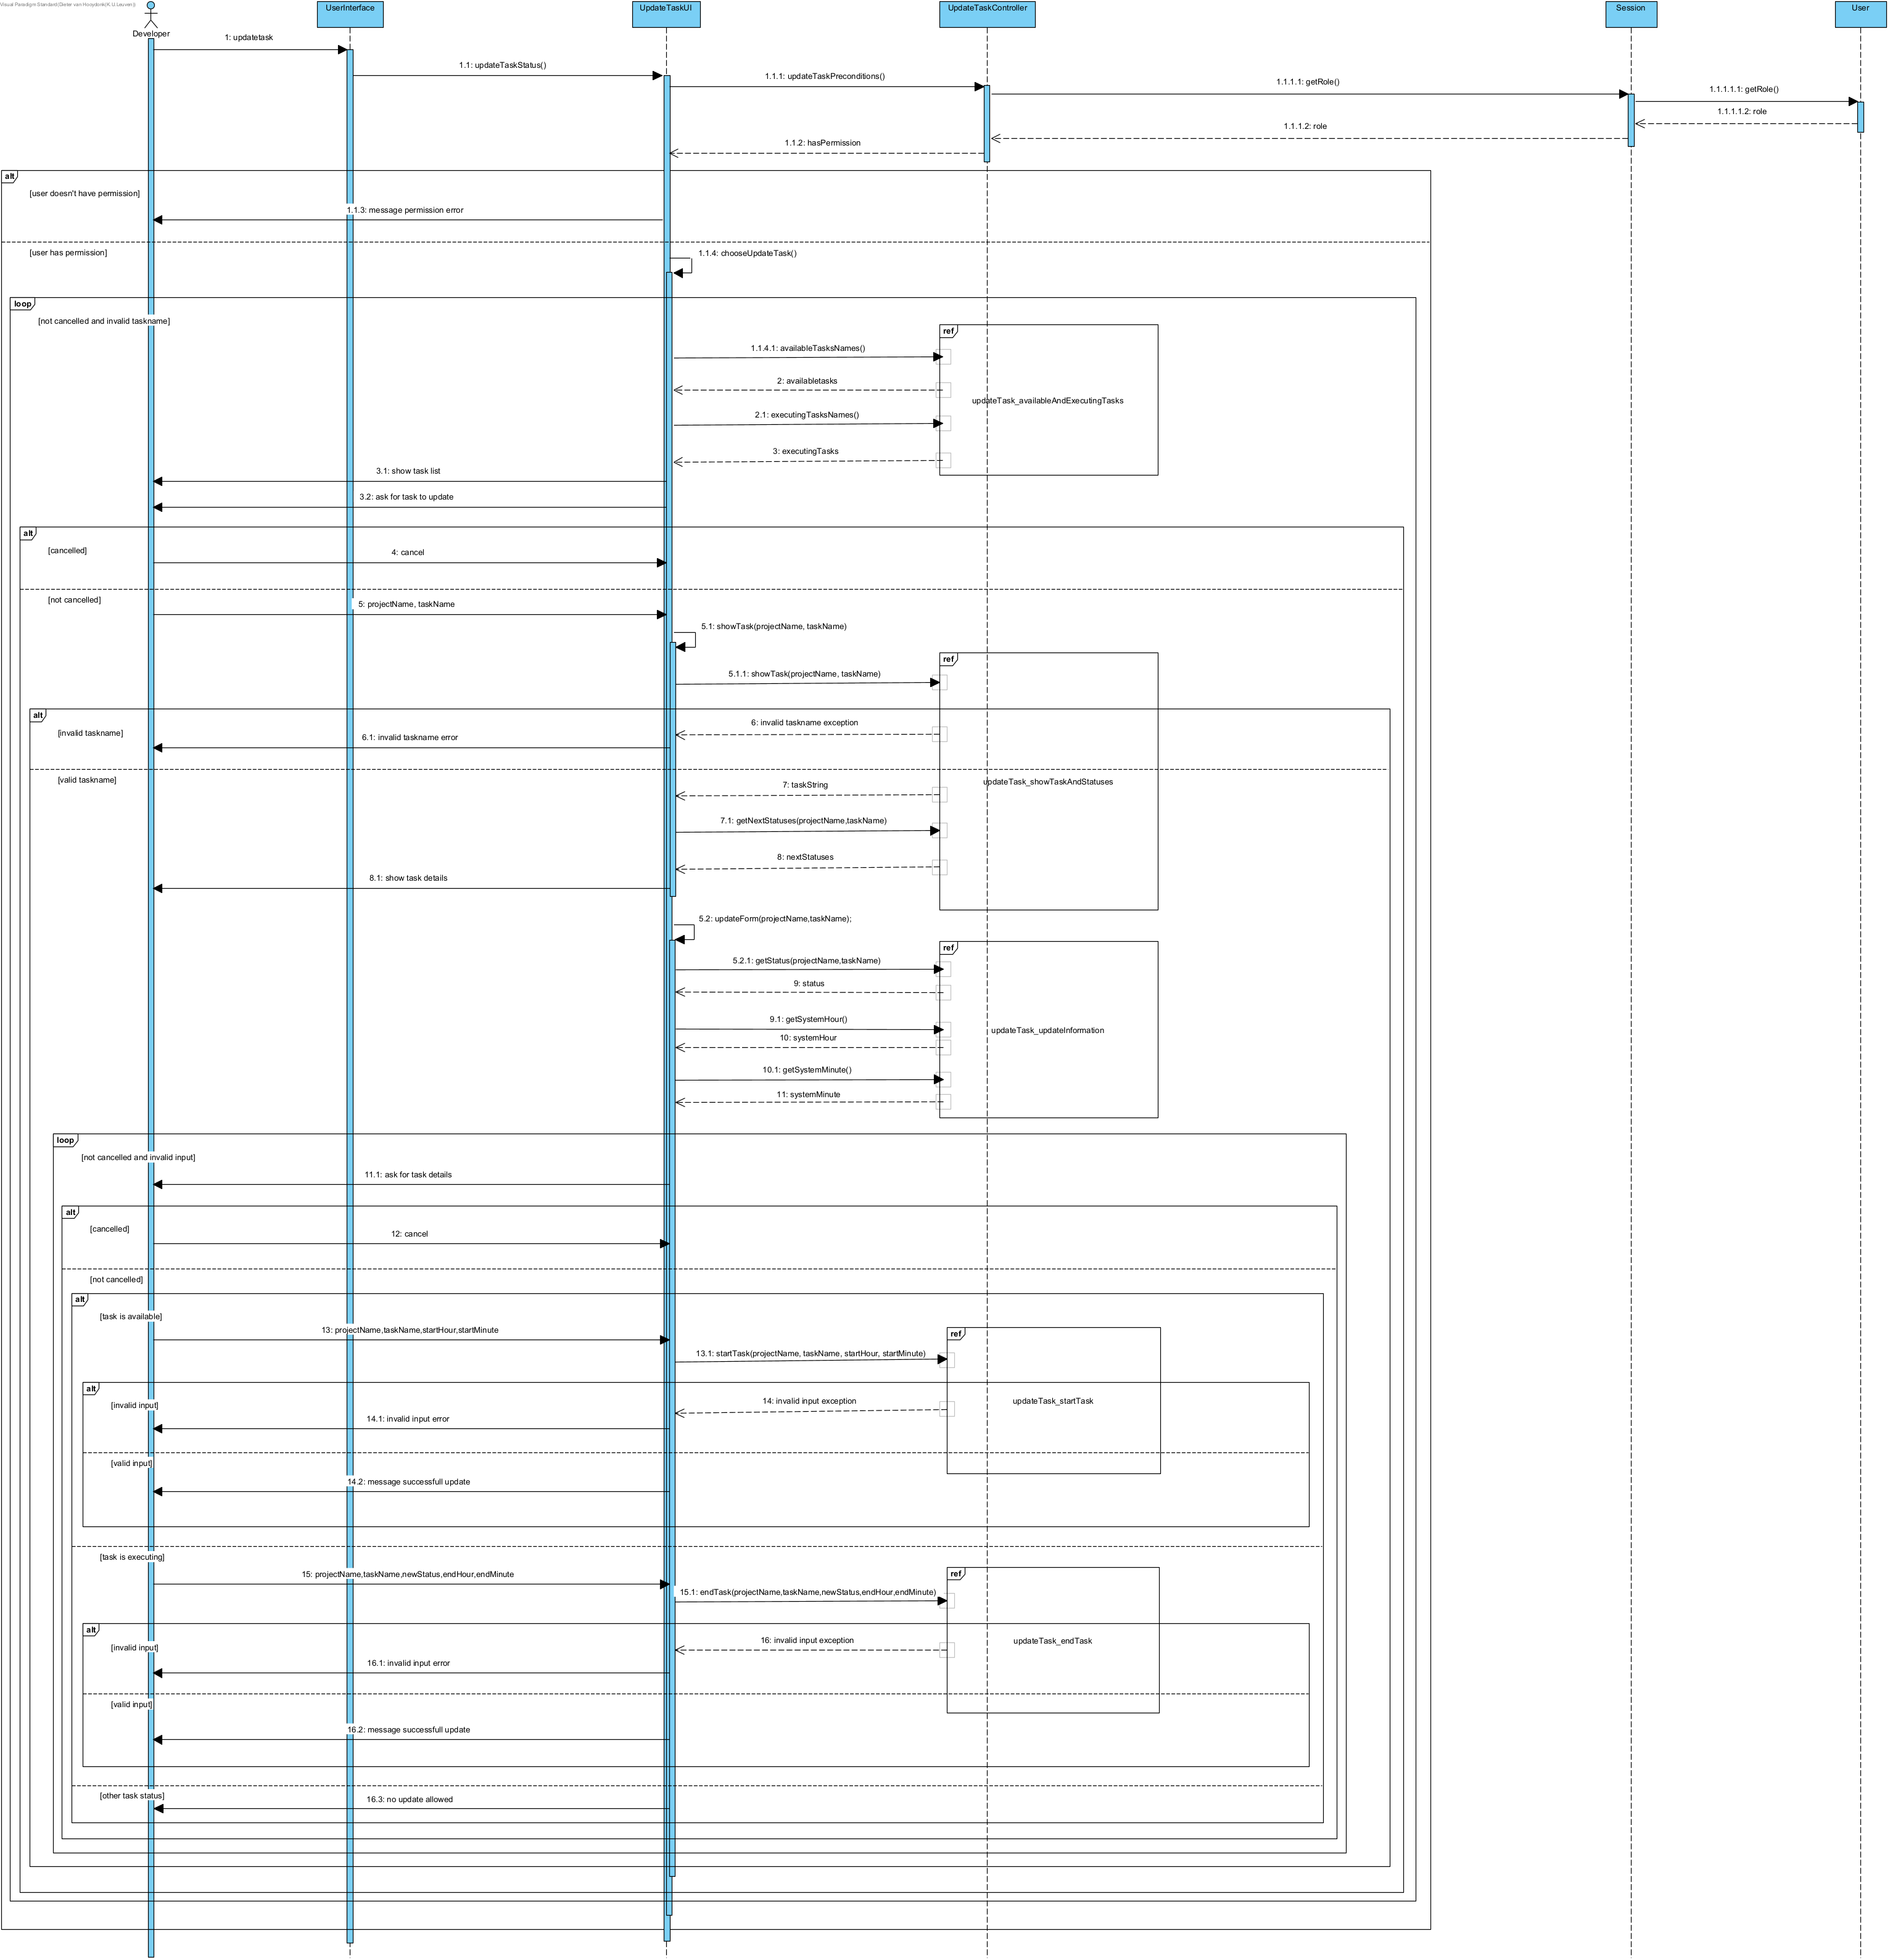 Visual Paradigm Standard(Sieter van Hooydonk(K.U.Leuven))
Developer
UserInterface
UpdateTaskUI
UpdateTaskController
Session
User
1: updatetask
1.1: updateTaskStatus()
1.1.1: updateTaskPreconditions()
1.1.1.1: getRole()
1.1.1.1.1: getRole()
1.1.1.1.2: role
1.1.1.2: role
1.1.2: hasPermission
alt
[user doesn't have permission]
1.1.3: message permission error
[user has permission]
1.1.4: chooseUpdateTask()
loop
[not cancelled and invalid taskname]
ref
1.1.4.1: availableTasksNames()
2: availabletasks
updateTask_availableAndExecutingTasks
2.1: executingTasksNames()
3: executingTasks
3.1: show task list
3.2: ask for task to update
alt
[cancelled]
4: cancel
[not cancelled]
5: projectName, taskName
5.1: showTask(projectName, taskName)
ref
5.1.1: showTask(projectName, taskName)
alt
6: invalid taskname exception
[invalid taskname]
6.1: invalid taskname error
[valid taskname]
updateTask_showTaskAndStatuses
7: taskString
7.1: getNextStatuses(projectName,taskName)
8: nextStatuses
8.1: show task details
5.2: updateForm(projectName,taskName);
ref
5.2.1: getStatus(projectName,taskName)
9: status
9.1: getSystemHour()
updateTask_updateInformation
10: systemHour
10.1: getSystemMinute()
11: systemMinute
loop
[not cancelled and invalid input]
11.1: ask for task details
alt
[cancelled]
12: cancel
[not cancelled]
alt
[task is available]
13: projectName,taskName,startHour,startMinute
ref
13.1: startTask(projectName, taskName, startHour, startMinute)
alt
[invalid input]
14: invalid input exception
updateTask_startTask
14.1: invalid input error
[valid input]
14.2: message successfull update
[task is executing]
15: projectName,taskName,newStatus,endHour,endMinute
ref
15.1: endTask(projectName,taskName,newStatus,endHour,endMinute)
alt
[invalid input]
16: invalid input exception
updateTask_endTask
16.1: invalid input error
[valid input]
16.2: message successfull update
[other task status]
16.3: no update allowed